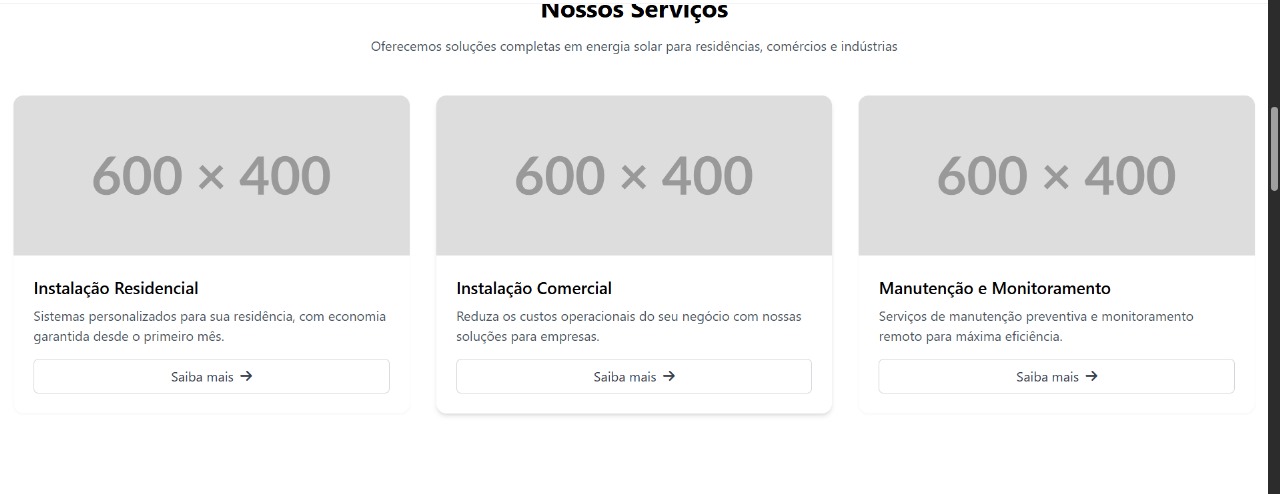 Nossos Serviços
Oferecemos soluções completas em energia solar para residências, comércios e indústrias
600 × 400
600 × 400
600 × 400
Instalação Residencial
Sistemas personalizados para sua residência, com economia
garantida desde o primeiro mês.
Saiba mais →
Instalação Comercial
Reduza os custos operacionais do seu negócio com nossas
soluções para empresas.
Saiba mais →
Manutenção e Monitoramento
Serviços de manutenção preventiva e monitoramento
remoto para máxima eficiência.
Saiba mais →